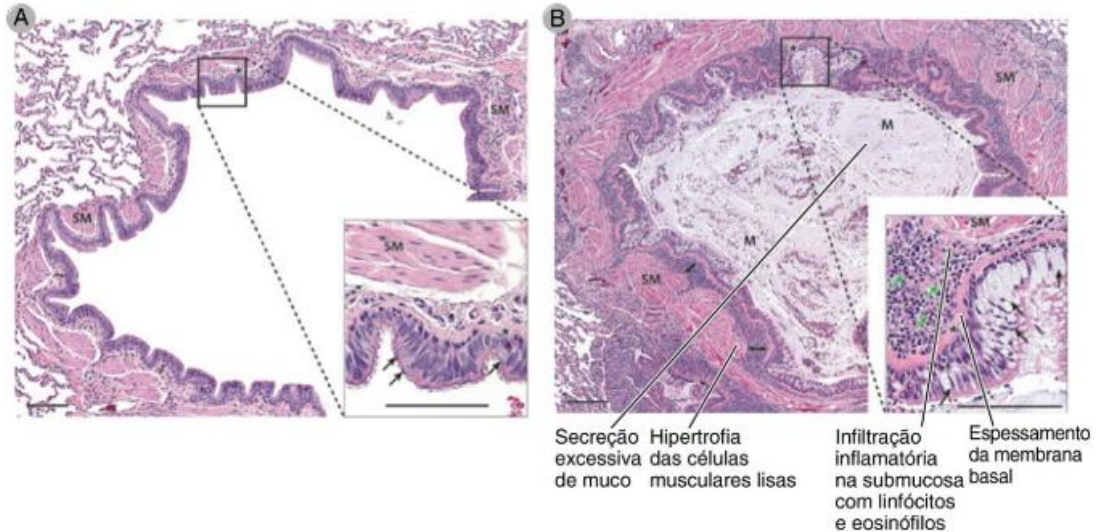 A
SM
SM
SM
B
SM
M
M
SM
SM
Secreção
excessiva
de muco
Hipertrofia
das células
musculares lisas
Infiltração
inflamatória
na submucosa
com linfócitos
e eosinófilos
Espessamento
da membrana
basal